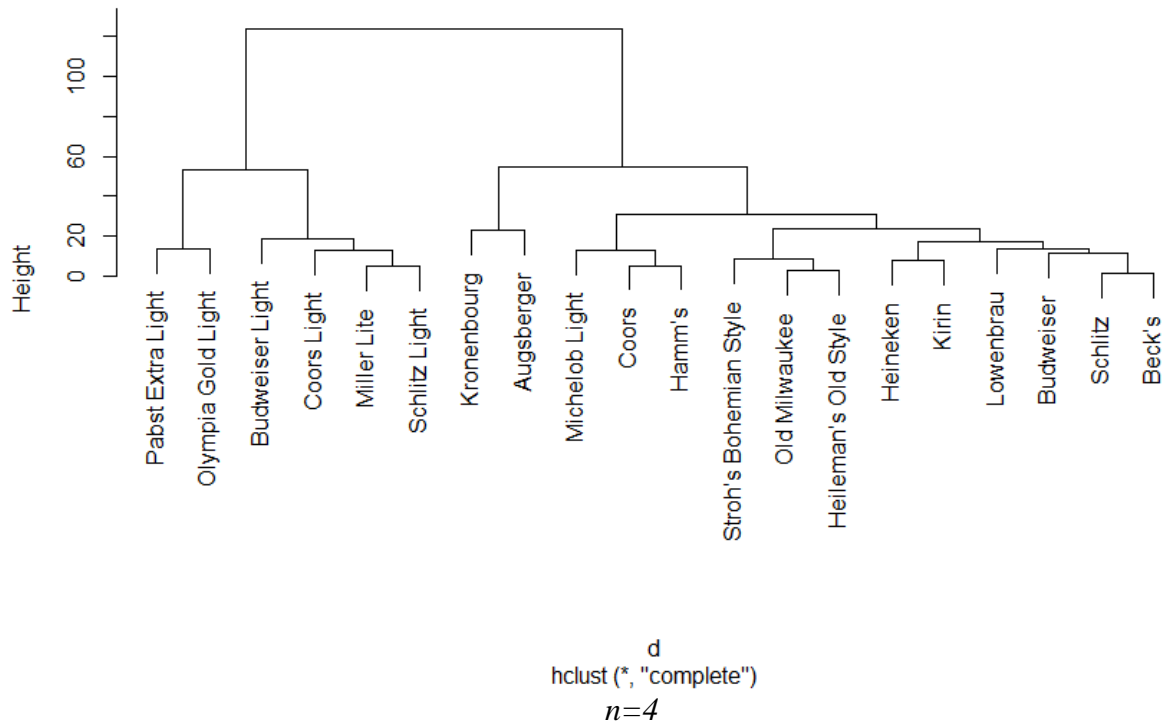 Height
0
20
60
100
Pabst Extra Light
Olympia Gold Light
Budweiser Light
Coors Light
Miller Lite
Schlitz Light
Kronenbourg
Augsberger
Michelob Light
Coors
Hamm's
Stroh's Bohemian Style
Old Milwaukee
Heileman's Old Style
Heineken
Kirin
Lowenbrau
Budweiser
Schlitz
Beck's
d
hclust (*, "complete")
n=4